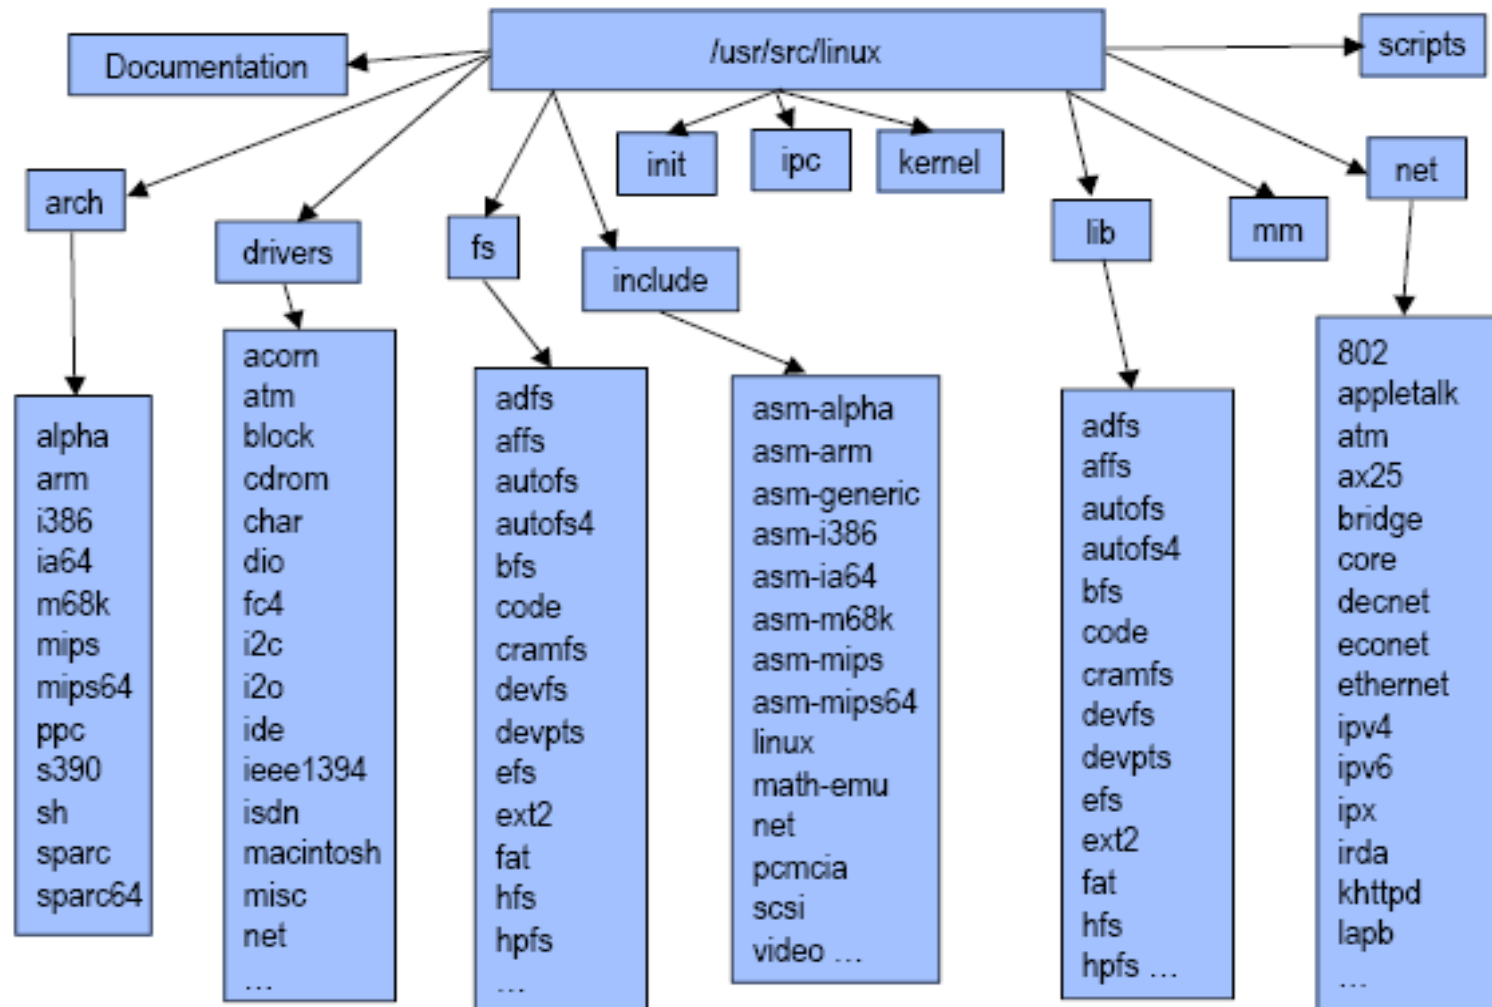 /usr/src/linux
Documentation
scripts
init
ipc
kernel
net
arch
drivers
fs
include
lib
mm
alpha
arm
i386
ia64
m68k
mips
mips64
ppc
s390
sh
sparc
sparc64
acorn
atm
block
cdrom
char
dio
fc4
i2c
i2o
ide
ieee1394
isdn
macintosh
misc
net
...
adfs
affs
autofs
autofs4
bfs
code
cramfs
devfs
devpts
efs
ext2
fat
hfs
hpfs
...
asm-alpha
asm-arm
asm-generic
asm-i386
asm-ia64
asm-m68k
asm-mips
asm-mips64
linux
math-emu
net
pcmcia
scsi
video ...
adfs
affs
autofs
autofs4
bfs
code
cramfs
devfs
devpts
efs
ext2
fat
hfs
hpfs ...
802
appletalk
atm
ax25
bridge
core
decnet
econet
ethernet
ipv4
ipv6
ipx
irda
khttpd
lapb
...